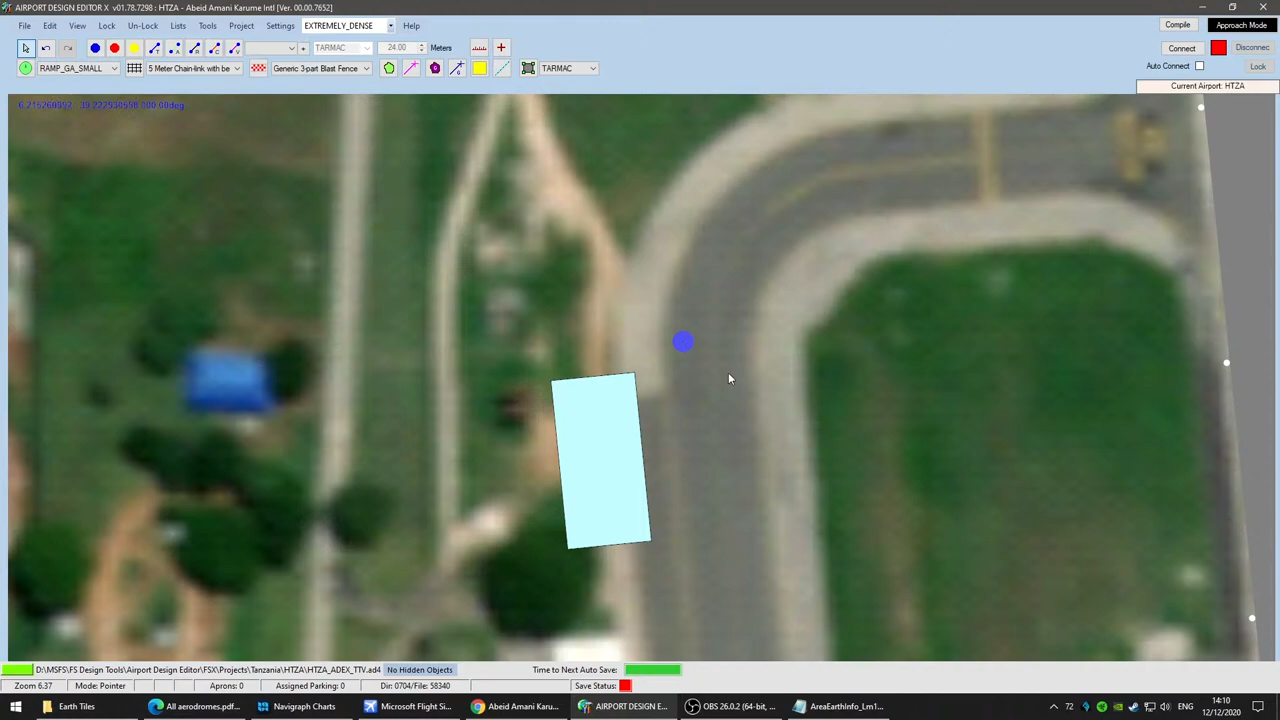 AIRPORT DESIGN EDITOR X v01.78.7298 : HTZA - Abeid Amani Karume Intl [Ver. 00.00.7652]
File Edit View Lock Un-Lock Lists Tools Project Settings EXTREMELY_DENSE Help
Compile Approach Mode
TARMAC 24.00 Meters
Connect Disconnec
RAMP_GA_SMALL 5 Meter Chain-link with be Generic 3-part Blast Fence TARMAC
Auto Connect Lock
Current Airport: HTZA
D:\MSFS\FS Design Tools\Airport Design Editor\FSX\Projects\Tanzania\HTZA\HTZA_ADEX_TTV.ad4 No Hidden Objects Time to Next Auto Save:
Zoom 6.37 Mode: Pointer Aprons: 0 Assigned Parking: 0 Dir: 0704/File: 58340 Save Status:
Earth Tiles All aerodromes.pdf... Navigraph Charts Microsoft Flight Si... Abeid Amani Karu... AIRPORT DESIGN E... OBS 26.0.2 (64-bit, ... AreaEarthInfo_Lm1... 72 ENG 14:10
12/12/2020